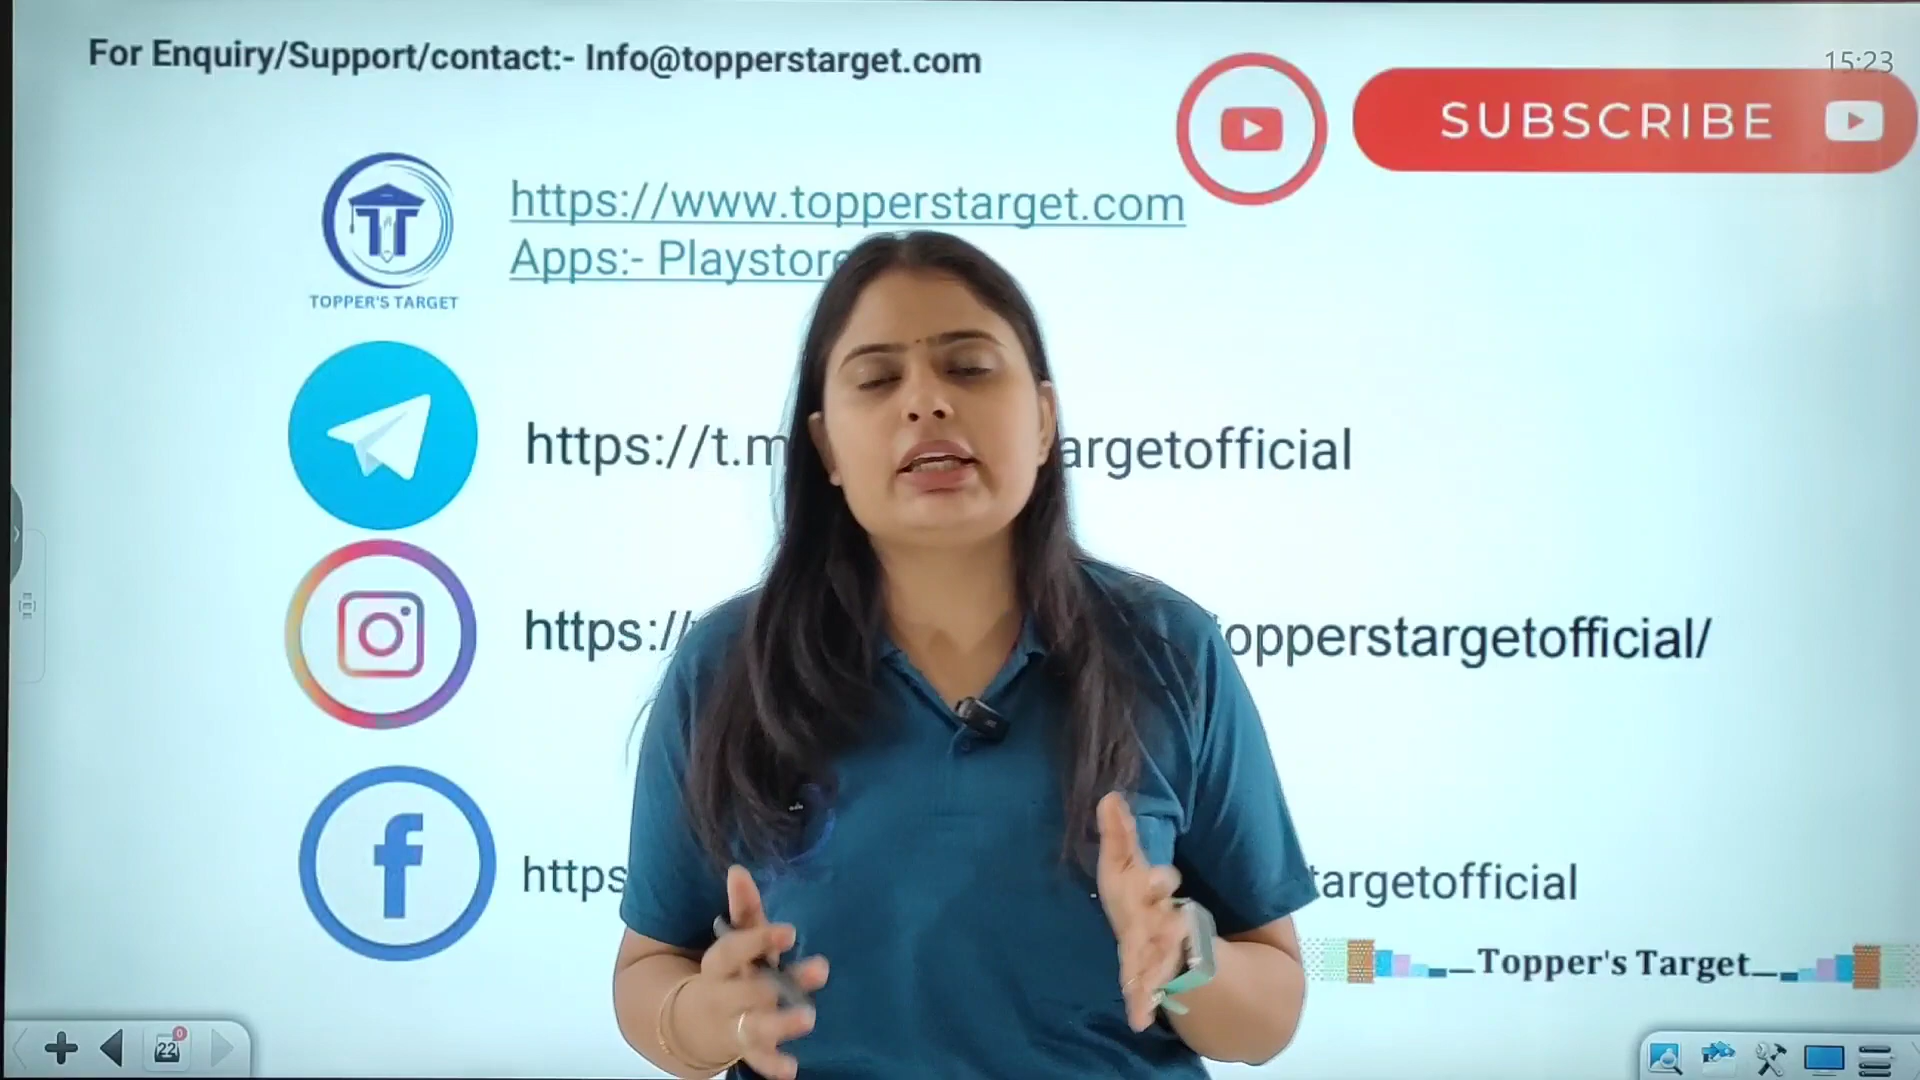 For Enquiry/Support/contact:- Info@topperstarget.com
15:23
SUBSCRIBE
https://www.topperstarget.com
Apps:- Playstore
TOPPER'S TARGET
https://t.m argetofficial
https:// opperstargetofficial/
https targetofficial
Topper's Target
22
0